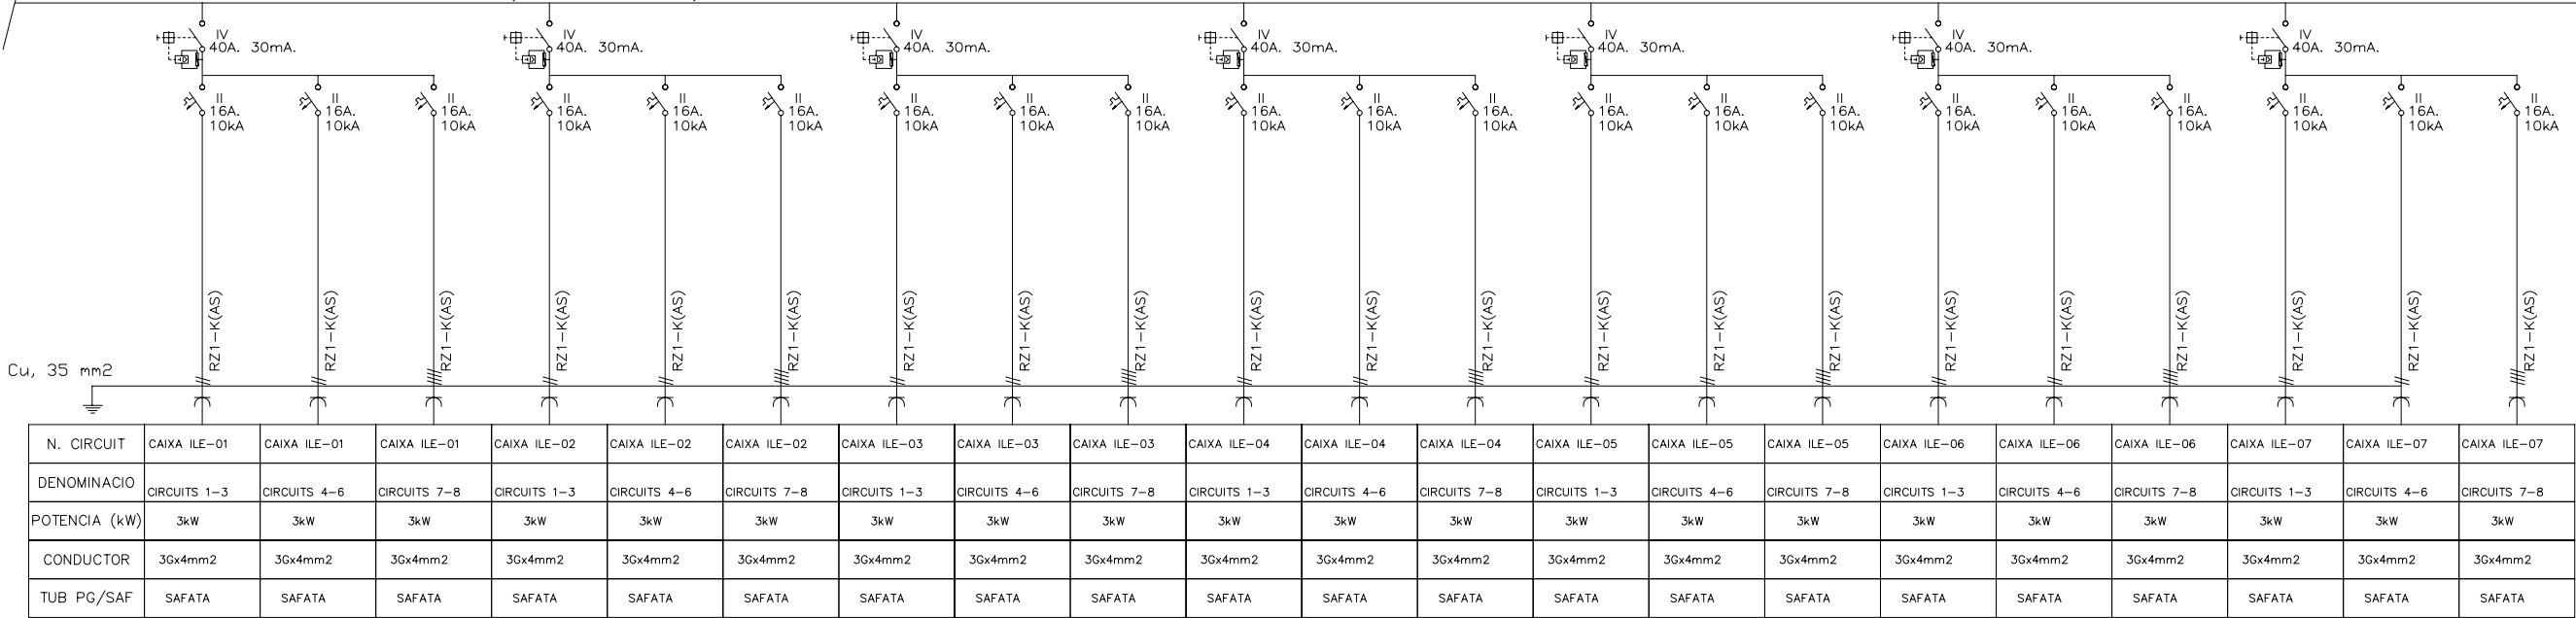 IV IV IV IV IV IV IV
40A. 30mA. 40A. 30mA. 40A. 30mA. 40A. 30mA. 40A. 30mA. 40A. 30mA. 40A. 30mA.
II II II II II II II II II II II II II II II II II II II II II
16A. 16A. 16A. 16A. 16A. 16A. 16A. 16A. 16A. 16A. 16A. 16A. 16A. 16A. 16A. 16A. 16A. 16A. 16A. 16A. 16A.
10kA 10kA 10kA 10kA 10kA 10kA 10kA 10kA 10kA 10kA 10kA 10kA 10kA 10kA 10kA 10kA 10kA 10kA 10kA 10kA 10kA
RZ1-K(AS) RZ1-K(AS) RZ1-K(AS) RZ1-K(AS) RZ1-K(AS) RZ1-K(AS) RZ1-K(AS) RZ1-K(AS) RZ1-K(AS) RZ1-K(AS) RZ1-K(AS) RZ1-K(AS) RZ1-K(AS) RZ1-K(AS) RZ1-K(AS) RZ1-K(AS) RZ1-K(AS) RZ1-K(AS) RZ1-K(AS) RZ1-K(AS) RZ1-K(AS)
Cu, 35 mm2
N. CIRCUIT CAIXA ILE-01 CAIXA ILE-01 CAIXA ILE-01 CAIXA ILE-02 CAIXA ILE-02 CAIXA ILE-02 CAIXA ILE-03 CAIXA ILE-03 CAIXA ILE-03 CAIXA ILE-04 CAIXA ILE-04 CAIXA ILE-04 CAIXA ILE-05 CAIXA ILE-05 CAIXA ILE-05 CAIXA ILE-06 CAIXA ILE-06 CAIXA ILE-06 CAIXA ILE-07 CAIXA ILE-07 CAIXA ILE-07
DENOMINACIO CIRCUITS 1-3 CIRCUITS 4-6 CIRCUITS 7-8 CIRCUITS 1-3 CIRCUITS 4-6 CIRCUITS 7-8 CIRCUITS 1-3 CIRCUITS 4-6 CIRCUITS 7-8 CIRCUITS 1-3 CIRCUITS 4-6 CIRCUITS 7-8 CIRCUITS 1-3 CIRCUITS 4-6 CIRCUITS 7-8 CIRCUITS 1-3 CIRCUITS 4-6 CIRCUITS 7-8 CIRCUITS 1-3 CIRCUITS 4-6 CIRCUITS 7-8
POTENCIA (kW) 3kW 3kW 3kW 3kW 3kW 3kW 3kW 3kW 3kW 3kW 3kW 3kW 3kW 3kW 3kW 3kW 3kW 3kW 3kW 3kW 3kW
CONDUCTOR 3Gx4mm2 3Gx4mm2 3Gx4mm2 3Gx4mm2 3Gx4mm2 3Gx4mm2 3Gx4mm2 3Gx4mm2 3Gx4mm2 3Gx4mm2 3Gx4mm2 3Gx4mm2 3Gx4mm2 3Gx4mm2 3Gx4mm2 3Gx4mm2 3Gx4mm2 3Gx4mm2 3Gx4mm2 3Gx4mm2 3Gx4mm2
TUB PG/SAF SAFATA SAFATA SAFATA SAFATA SAFATA SAFATA SAFATA SAFATA SAFATA SAFATA SAFATA SAFATA SAFATA SAFATA SAFATA SAFATA SAFATA SAFATA SAFATA SAFATA SAFATA